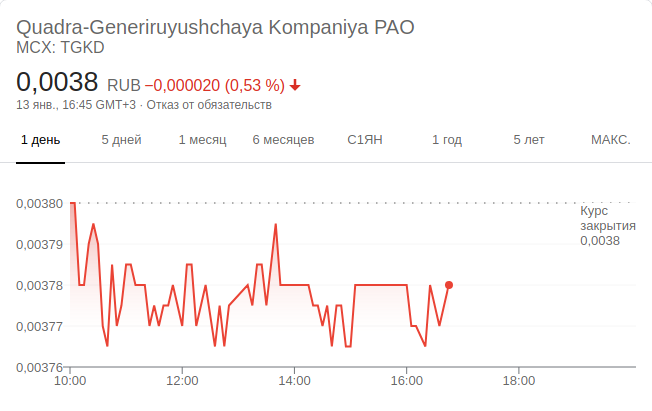 Quadra-Generiruyushchaya Kompaniya PAO
MCX: TGKD
0,0038 RUB −0,000020 (0,53 %)
13 янв., 16:45 GMT+3 · Отказ от обязательств
1 день 5 дней 1 месяц 6 месяцев С1ЯН 1 год 5 лет МАКС.
0,00380
Курс
закрытия
0,0038
0,00379
0,00378
0,00377
0,00376
10:00 12:00 14:00 16:00 18:00